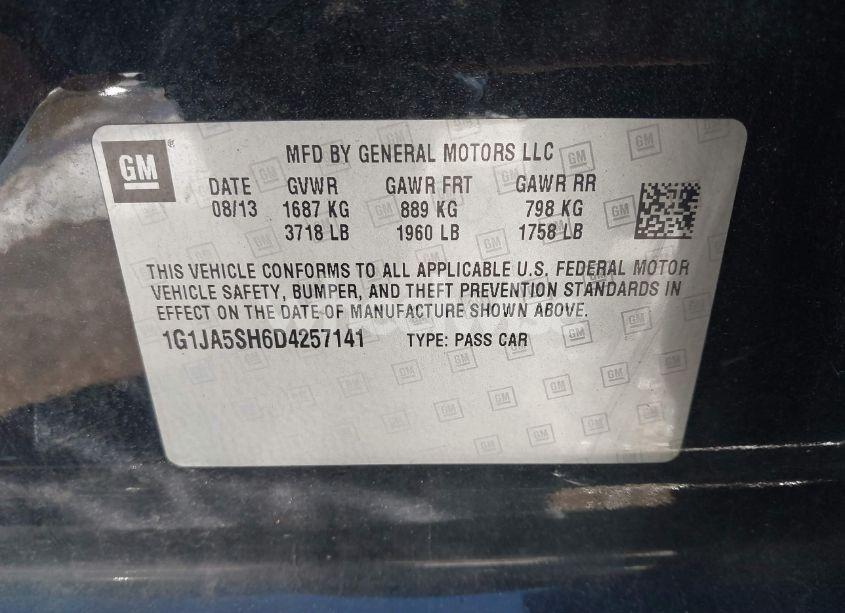 GM
MFD BY GENERAL MOTORS LLC
DATE GVWR GAWR FRT GAWR RR
08/13 1687 KG 889 KG 798 KG
3718 LB 1960 LB 1758 LB
THIS VEHICLE CONFORMS TO ALL APPLICABLE U.S. FEDERAL MOTOR
VEHICLE SAFETY, BUMPER, AND THEFT PREVENTION STANDARDS IN
EFFECT ON THE DATE OF MANUFACTURE SHOWN ABOVE.
1G1JA5SH6D4257141 TYPE: PASS CAR